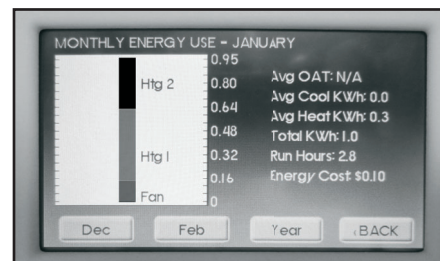 MONTHLY ENERGY USE - JANUARY
0.95
0.80
0.64
0.48
0.32
0.16
0
Htg 2
Htg 1
Fan
Avg OAT: N/A
Avg Cool KWh: 0.0
Avg Heat KWh: 0.3
Total KWh: 1.0
Run Hours: 2.8
Energy Cost: $0.10
Dec
Feb
Year
‹BACK